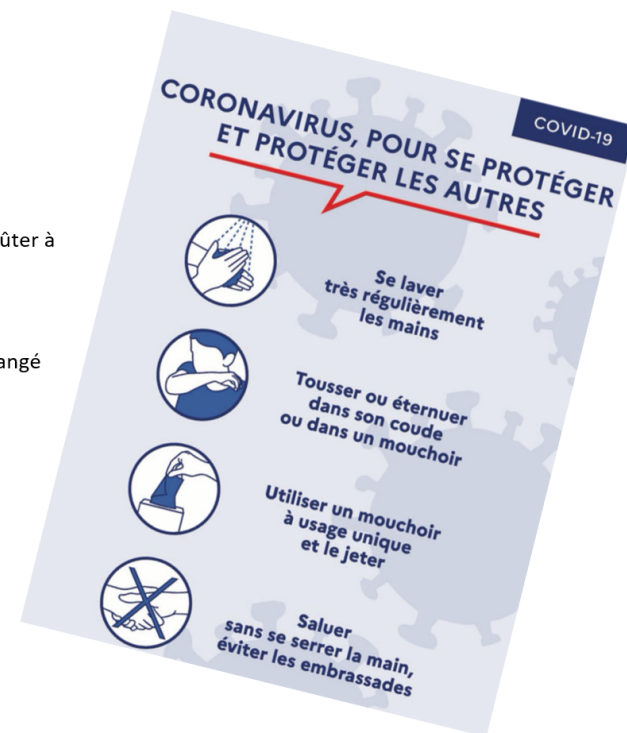 COVID-19
CORONAVIRUS, POUR SE PROTÉGER
ET PROTÉGER LES AUTRES
Se laver
très régulièrement
les mains
Tousser ou éternuer
dans son coude
ou dans un mouchoir
Utiliser un mouchoir
à usage unique
et le jeter
Saluer
sans se serrer la main,
éviter les embrassades
à